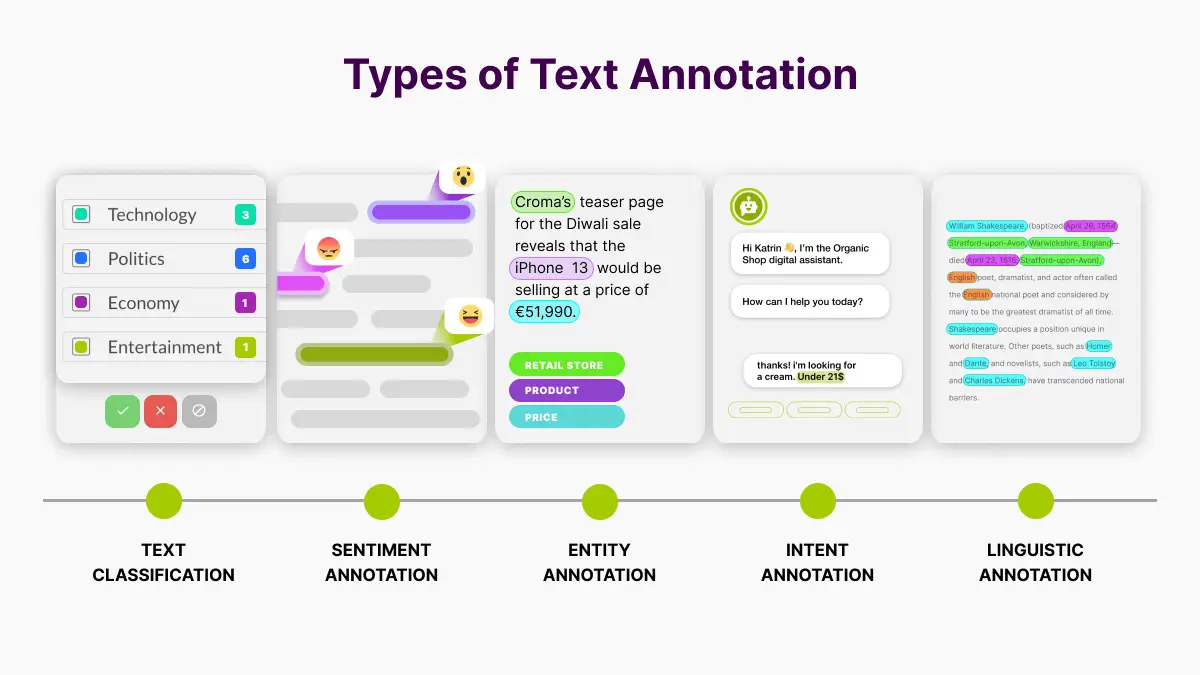 Types of Text Annotation
Technology 3
Politics 6
Economy 1
Entertainment 1
Croma's teaser page
for the Diwali sale
reveals that the
iPhone 13 would be
selling at a price of
€51,990.
RETAIL STORE
PRODUCT
PRICE
Hi Katrin 👋, I'm the Organic
Shop digital assistant.
How can I help you today?
thanks! i'm looking for
a cream. Under 21$
William Shakespeare, (baptized April 26, 1564
Stratford-upon-Avon, Warwickshire, England—
died April 23, 1616 Stratford-upon-Avon),
English poet, dramatist, and actor often called
the English national poet and considered by
many to be the greatest dramatist of all time.
Shakespeare occupies a position unique in
world literature. Other poets, such as Homer
and Dante, and novelists, such as Leo Tolstoy
and Charles Dickens have transcended national
barriers.
TEXT
CLASSIFICATION
SENTIMENT
ANNOTATION
ENTITY
ANNOTATION
INTENT
ANNOTATION
LINGUISTIC
ANNOTATION